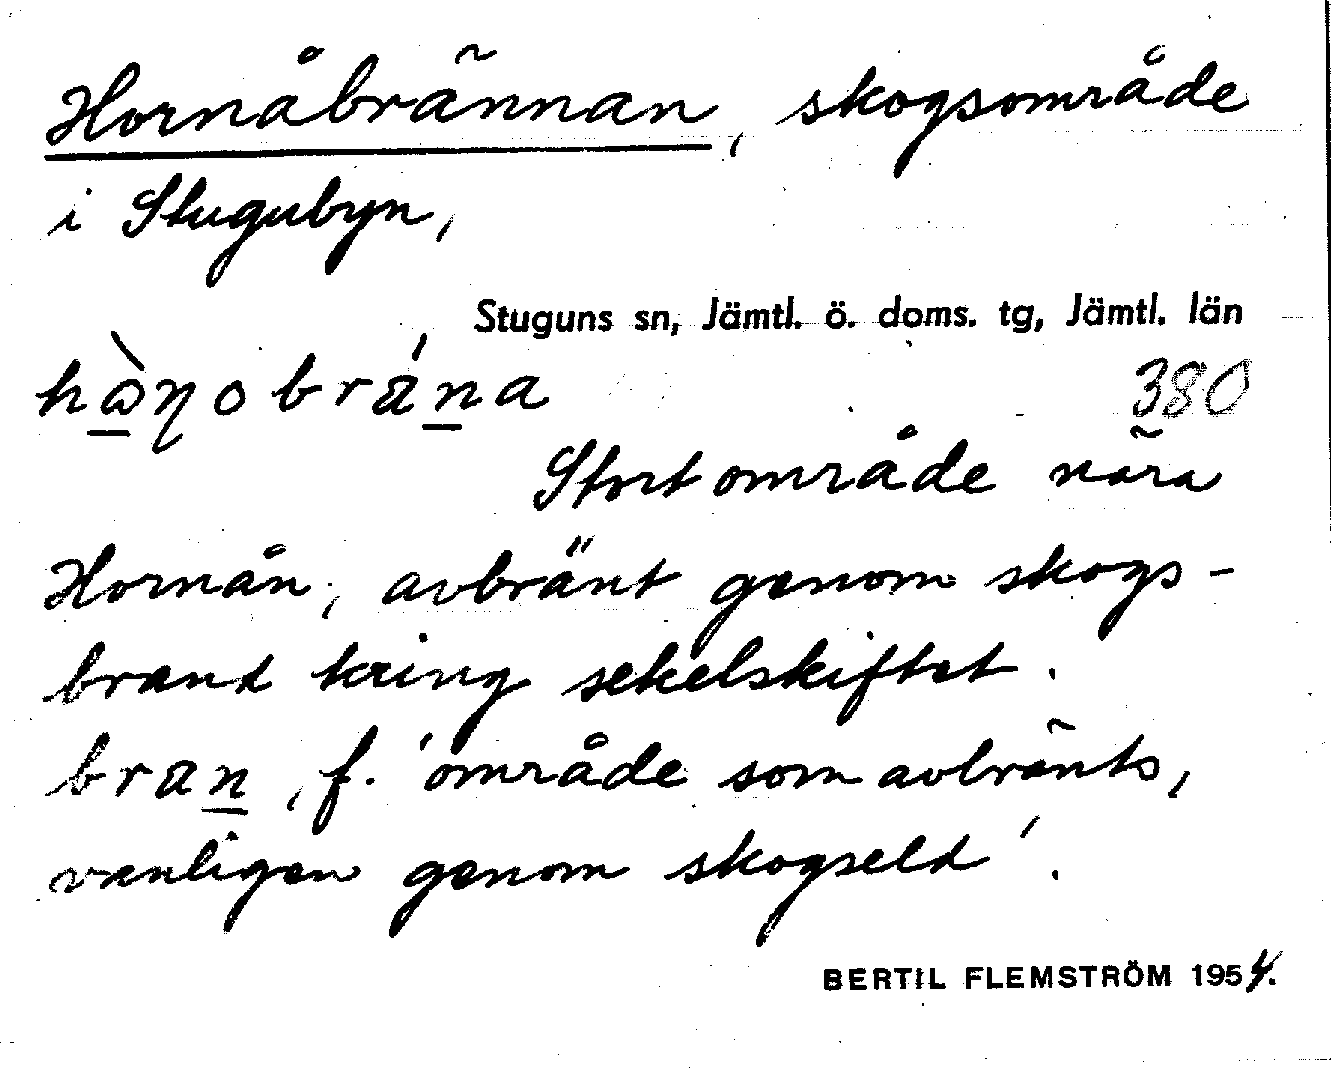 Hornåbrännan, skogsområde
i Stugubyn,
Stuguns sn, Jämtl. ö. doms. tg, Jämtl. län
380
Stort område nära
Hornån, avbränt genom skogs-
brand kring sekelskiftet.
bran, f. 'område som avbränts,
vanligen genom skogseld'.
BERTIL FLEMSTRÖM 1954.